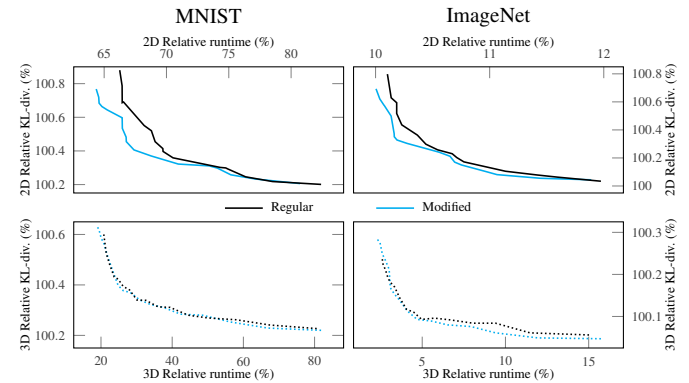 MNIST
ImageNet
2D Relative runtime (%)
2D Relative runtime (%)
65 70 75 80
10 11 12
2D Relative KL-div. (%)
100.8
100.6
100.4
100.2
100.8
100.6
100.4
100.2
100
2D Relative KL-div. (%)
Regular
Modified
3D Relative KL-div. (%)
100.6
100.4
100.2
100.3
100.2
100.1
3D Relative KL-div. (%)
20 40 60 80
5 10 15
3D Relative runtime (%)
3D Relative runtime (%)